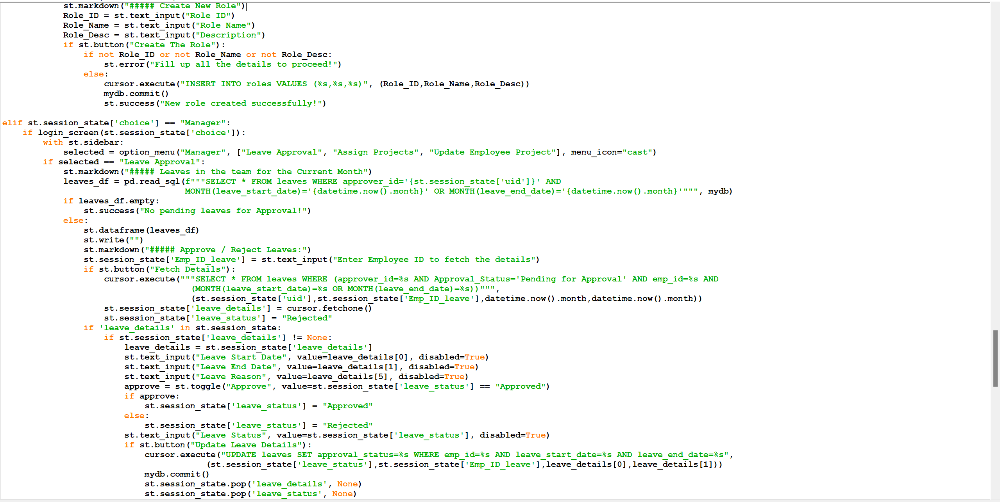 st.markdown("##### Create New Role")
Role_ID = st.text_input("Role ID")
Role_Name = st.text_input("Role Name")
Role_Desc = st.text_input("Description")
if st.button("Create The Role"):
if not Role_ID or not Role_Name or not Role_Desc:
st.error("Fill up all the details to proceed!")
else:
cursor.execute("INSERT INTO roles VALUES (%s,%s,%s)", (Role_ID,Role_Name,Role_Desc))
mydb.commit()
st.success("New role created successfully!")
elif st.session_state['choice'] == "Manager":
if login_screen(st.session_state['choice']):
with st.sidebar:
selected = option_menu("Manager", ["Leave Approval", "Assign Projects", "Update Employee Project"], menu_icon="cast")
if selected == "Leave Approval":
st.markdown("##### Leaves in the team for the Current Month")
leaves_df = pd.read_sql(f"""SELECT * FROM leaves WHERE approver_id='{st.session_state['uid']}' AND
MONTH(leave_start_date)='{datetime.now().month}' OR MONTH(leave_end_date)='{datetime.now().month}'""", mydb)
if leaves_df.empty:
st.success("No pending leaves for Approval!")
else:
st.dataframe(leaves_df)
st.write("")
st.markdown("##### Approve / Reject Leaves:")
st.session_state['Emp_ID_leave'] = st.text_input("Enter Employee ID to fetch the details")
if st.button("Fetch Details"):
cursor.execute("""SELECT * FROM leaves WHERE (approver_id=%s AND Approval_Status='Pending for Approval' AND emp_id=%s AND
(MONTH(leave_start_date)=%s OR MONTH(leave_end_date)=%s))""",
(st.session_state['uid'],st.session_state['Emp_ID_leave'],datetime.now().month,datetime.now().month))
st.session_state['leave_details'] = cursor.fetchone()
st.session_state['leave_status'] = "Rejected"
if 'leave_details' in st.session_state:
if st.session_state['leave_details'] != None:
leave_details = st.session_state['leave_details']
st.text_input("Leave Start Date", value=leave_details[0], disabled=True)
st.text_input("Leave End Date", value=leave_details[1], disabled=True)
st.text_input("Leave Reason", value=leave_details[5], disabled=True)
approve = st.toggle("Approve", value=st.session_state['leave_status'] == "Approved")
if approve:
st.session_state['leave_status'] = "Approved"
else:
st.session_state['leave_status'] = "Rejected"
st.text_input("Leave Status", value=st.session_state['leave_status'], disabled=True)
if st.button("Update Leave Details"):
cursor.execute("UPDATE leaves SET approval_status=%s WHERE emp_id=%s AND leave_start_date=%s AND leave_end_date=%s",
(st.session_state['leave_status'],st.session_state['Emp_ID_leave'],leave_details[0],leave_details[1]))
mydb.commit()
st.session_state.pop('leave_details', None)
st.session_state.pop('leave_status', None)